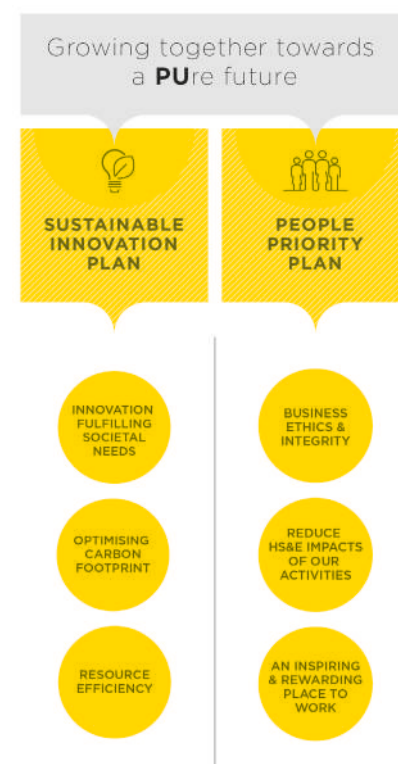 Growing together towards
a PUre future
SUSTAINABLE
INNOVATION
PLAN
PEOPLE
PRIORITY
PLAN
INNOVATION
FULFILLING
SOCIETAL
NEEDS
OPTIMISING
CARBON
FOOTPRINT
RESOURCE
EFFICIENCY
BUSINESS
ETHICS &
INTEGRITY
REDUCE
HS&E IMPACTS
OF OUR
ACTIVITIES
AN INSPIRING
& REWARDING
PLACE TO
WORK